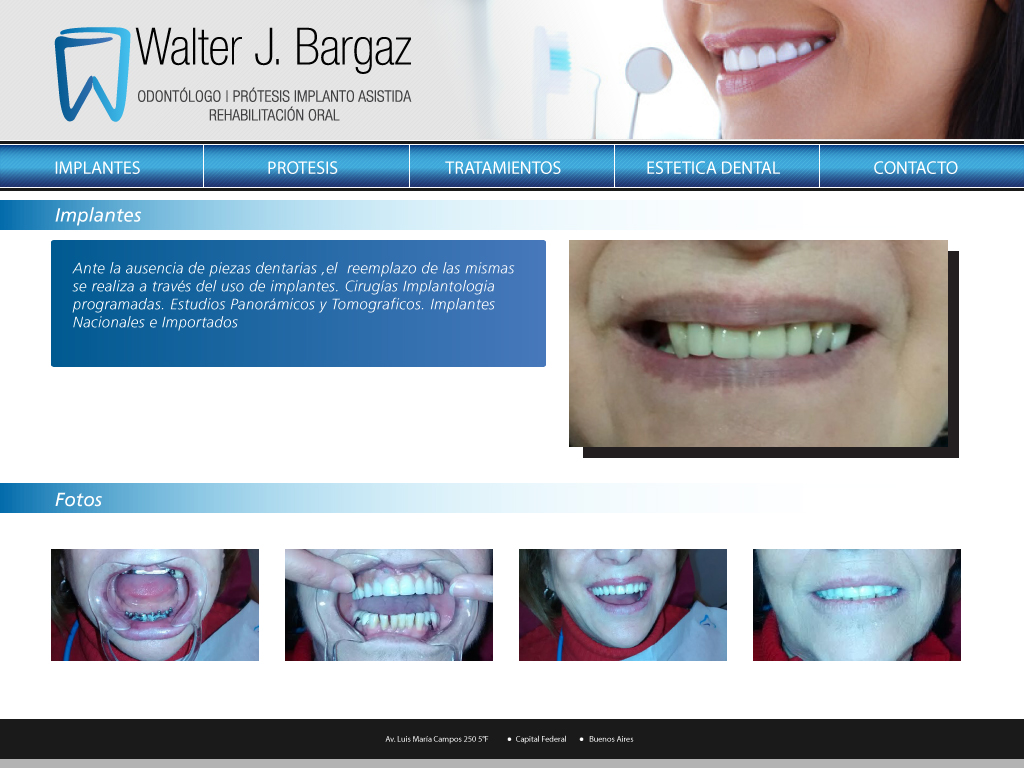 Walter J. Bargaz
ODONTÓLOGO | PRÓTESIS IMPLANTO ASISTIDA
REHABILITACIÓN ORAL
IMPLANTES
PROTESIS
TRATAMIENTOS
ESTETICA DENTAL
CONTACTO
Implantes
Ante la ausencia de piezas dentarias ,el reemplazo de las mismas
se realiza a través del uso de implantes. Cirugías Implantologia
programadas. Estudios Panorámicos y Tomograficos. Implantes
Nacionales e Importados
Fotos
Av. Luis María Campos 250 5°F • Capital Federal • Buenos Aires